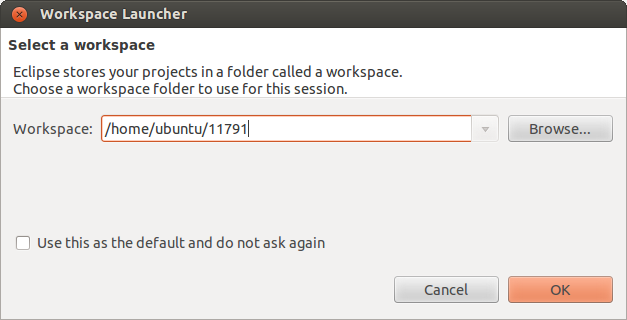 Workspace Launcher
Select a workspace
Eclipse stores your projects in a folder called a workspace.
Choose a workspace folder to use for this session.
Workspace: /home/ubuntu/11791 Browse...
Use this as the default and do not ask again
Cancel OK